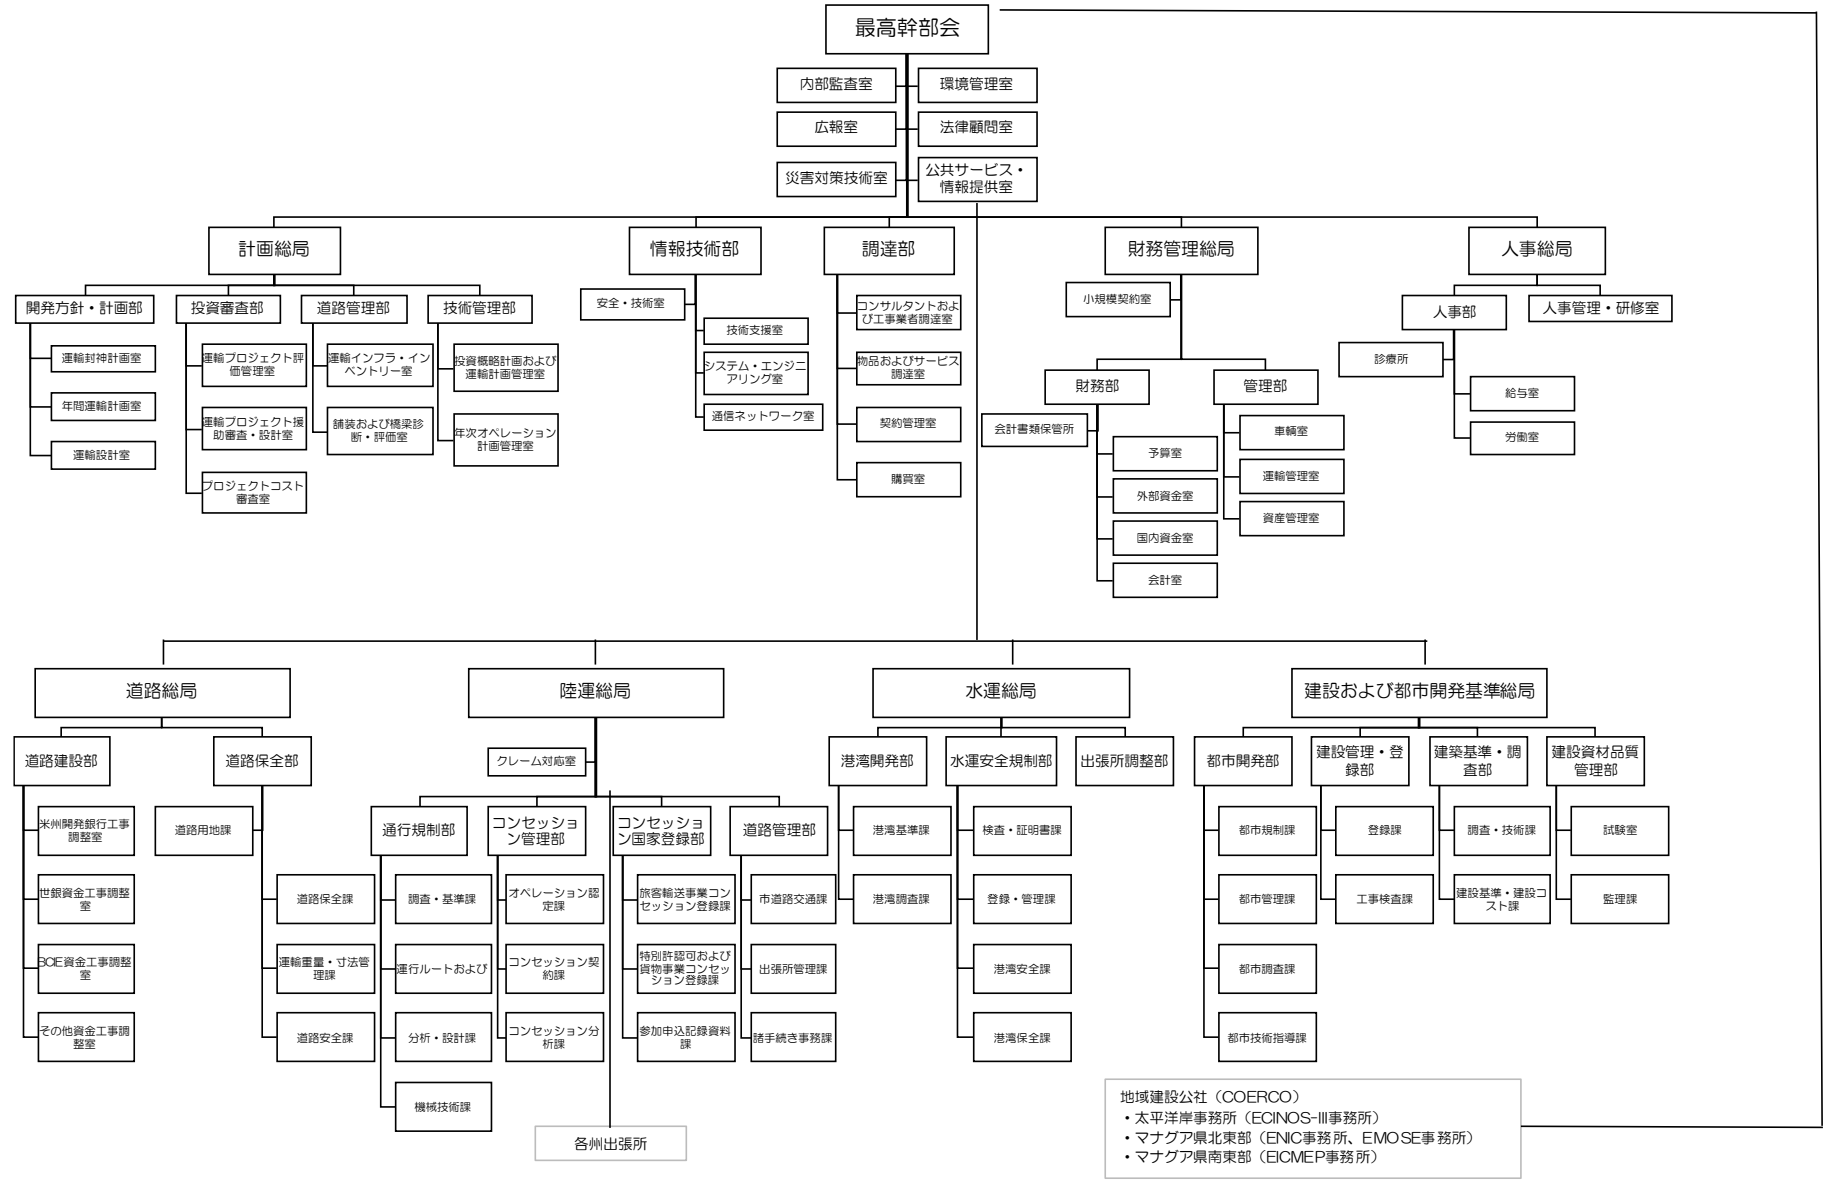 最高幹部会
内部監査室
環境管理室
広報室
法律顧問室
災害対策技術室
公共サービス・
情報提供室
計画総局
情報技術部
調達部
財務管理総局
人事総局
開発方針・計画部
投資審査部
道路管理部
技術管理部
運輸封神計画室
年間運輸計画室
運輸設計室
運輸プロジェクト評
価管理室
運輸プロジェクト援
助審査・設計室
プロジェクトコスト
審査室
運輸インフラ・イン
ベントリー室
舗装および橋梁診
断・評価室
投資概略計画および
運輸計画管理室
年次オペレーション
計画管理室
安全・技術室
技術支援室
システム・エンジニ
アリング室
通信ネットワーク室
コンサルタントおよ
び工事業者調達室
物品およびサービス
調達室
契約管理室
購買室
小規模契約室
財務部
管理部
会計書類保管所
予算室
外部資金室
国内資金室
会計室
車輌室
運輸管理室
資産管理室
人事部
人事管理・研修室
診療所
給与室
労働室
道路総局
陸運総局
水運総局
建設および都市開発基準総局
道路建設部
道路保全部
米州開発銀行工事
調整室
世銀資金工事調整
室
BCIE資金工事調整
室
その他資金工事調
整室
道路用地課
道路保全課
運輸重量・寸法管
理課
道路安全課
クレーム対応室
通行規制部
コンセッショ
ン管理部
コンセッショ
ン国家登録部
道路管理部
調査・基準課
運行ルートおよび
分析・設計課
機械技術課
オペレーション認
定課
コンセッション契
約課
コンセッション分
析課
旅客輸送事業コン
セッション登録課
特別許認可および
貨物事業コンセッ
ション登録課
参加申込記録資料
課
市道路交通課
出張所管理課
諸手続き事務課
各州出張所
港湾開発部
水運安全規制部
出張所調整部
港湾基準課
港湾調査課
検査・証明書課
登録・管理課
港湾安全課
港湾保全課
都市開発部
建設管理・登
録部
建築基準・調
査部
建設資材品質
管理部
都市規制課
都市管理課
都市調査課
都市技術指導課
登録課
工事検査課
調査・技術課
建設基準・建設コ
スト課
試験室
監理課
地域建設公社（COERCO）
・太平洋岸事務所（ECINOS-III事務所）
・マナグア県北東部（ENIC事務所、EMOSE事務所）
・マナグア県南東部（EICMEP事務所）